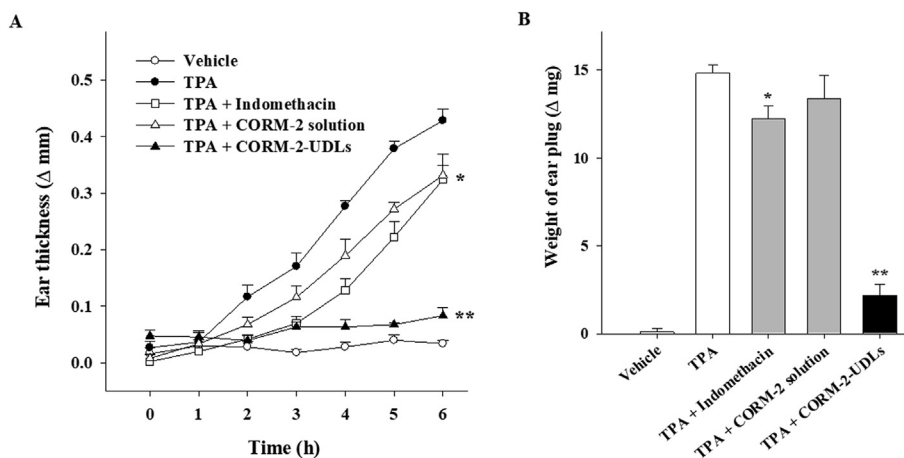 A
Ear thickness (Δ mm)
0.5
0.4
0.3
0.2
0.1
0.0
Vehicle
TPA
TPA + Indomethacin
TPA + CORM-2 solution
TPA + CORM-2-UDLs
*
**
0 1 2 3 4 5 6
Time (h)
B
Weight of ear plug (Δ mg)
15
10
5
0
*
**
Vehicle
TPA
TPA + Indomethacin
TPA + CORM-2 solution
TPA + CORM-2-UDLs